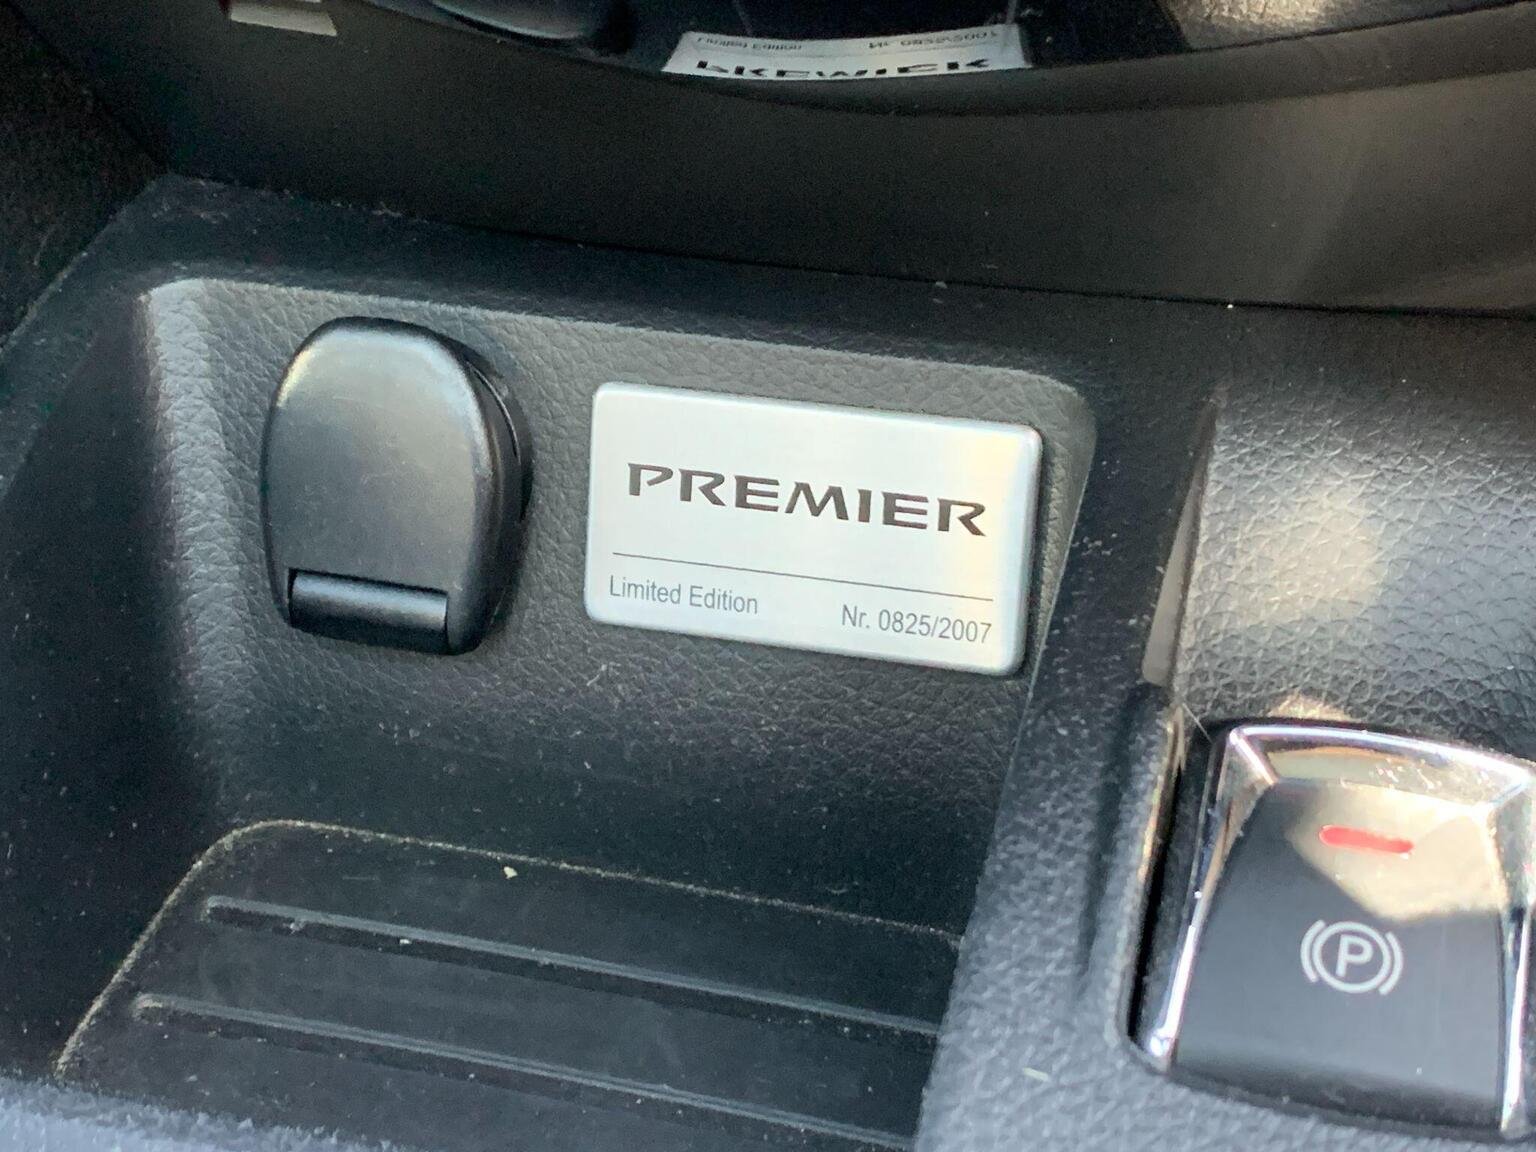 PREMIER
Limited Edition Nr. 0825/2007
P